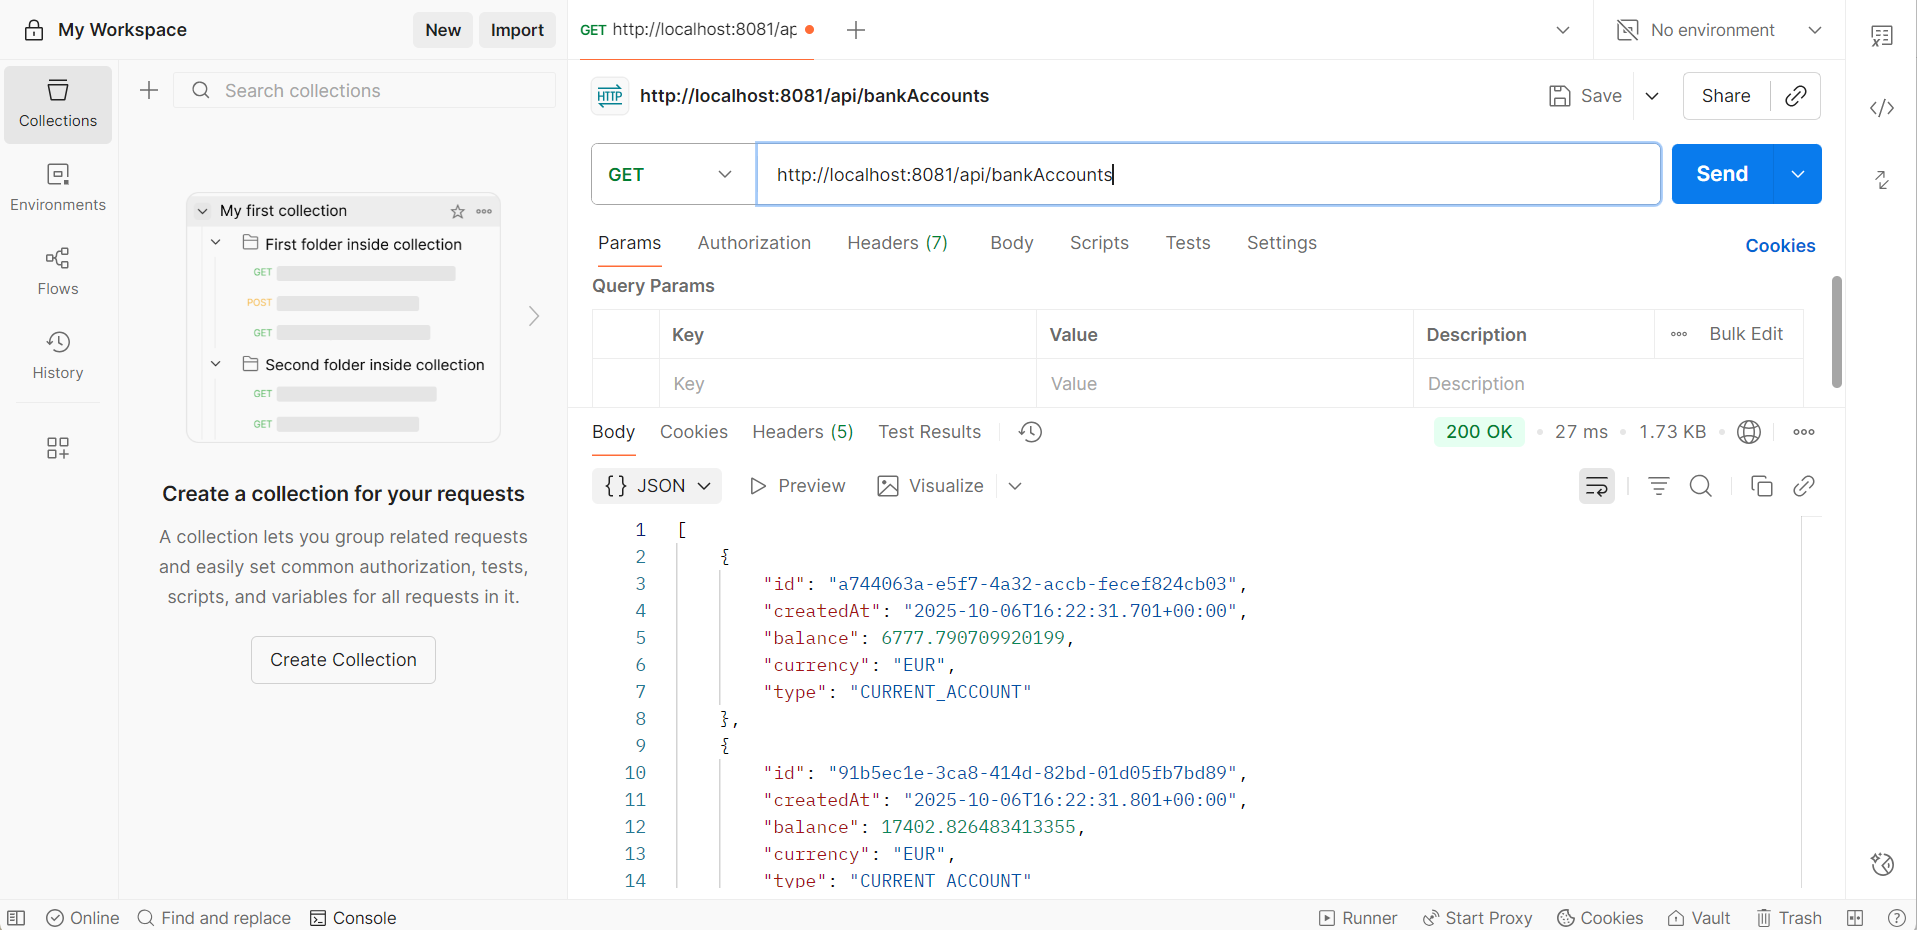 My Workspace
New
Import
GET http://localhost:8081/ap
No environment
Collections
Environments
Flows
History
Search collections
My first collection
First folder inside collection
GET
POST
GET
Second folder inside collection
GET
GET
Create a collection for your requests
A collection lets you group related requests
and easily set common authorization, tests,
scripts, and variables for all requests in it.
Create Collection
HTTP
http://localhost:8081/api/bankAccounts
Save
Share
GET
http://localhost:8081/api/bankAccounts
Send
Params Authorization Headers (7) Body Scripts Tests Settings
Cookies
Query Params
Key Value Description Bulk Edit
Key Value Description
Body Cookies Headers (5) Test Results
200 OK 27 ms 1.73 KB
{} JSON Preview Visualize
1 [
2 {
3 "id": "a744063a-e5f7-4a32-accb-fecef824cb03",
4 "createdAt": "2025-10-06T16:22:31.701+00:00",
5 "balance": 6777.790709920199,
6 "currency": "EUR",
7 "type": "CURRENT_ACCOUNT"
8 },
9 {
10 "id": "91b5ec1e-3ca8-414d-82bd-01d05fb7bd89",
11 "createdAt": "2025-10-06T16:22:31.801+00:00",
12 "balance": 17402.826483413355,
13 "currency": "EUR",
14 "type": "CURRENT ACCOUNT"
Online Find and replace Console
Runner Start Proxy Cookies Vault Trash